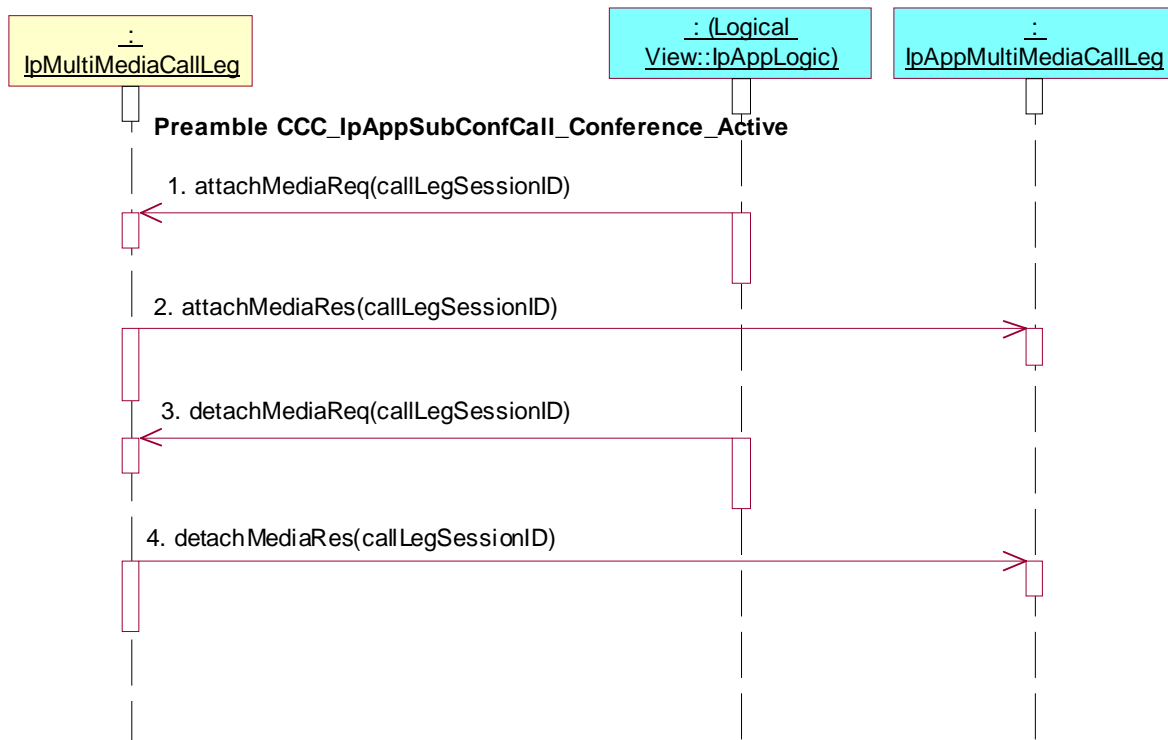 :
IpMultiMediaCallLeg
: (Logical
View::IpAppLogic)
:
IpAppMultiMediaCallLeg
Preamble CCC_IpAppSubConfCall_Conference_Active
1. attachMediaReq(callLegSessionID)
2. attachMediaRes(callLegSessionID)
3. detachMediaReq(callLegSessionID)
4. detachMediaRes(callLegSessionID)